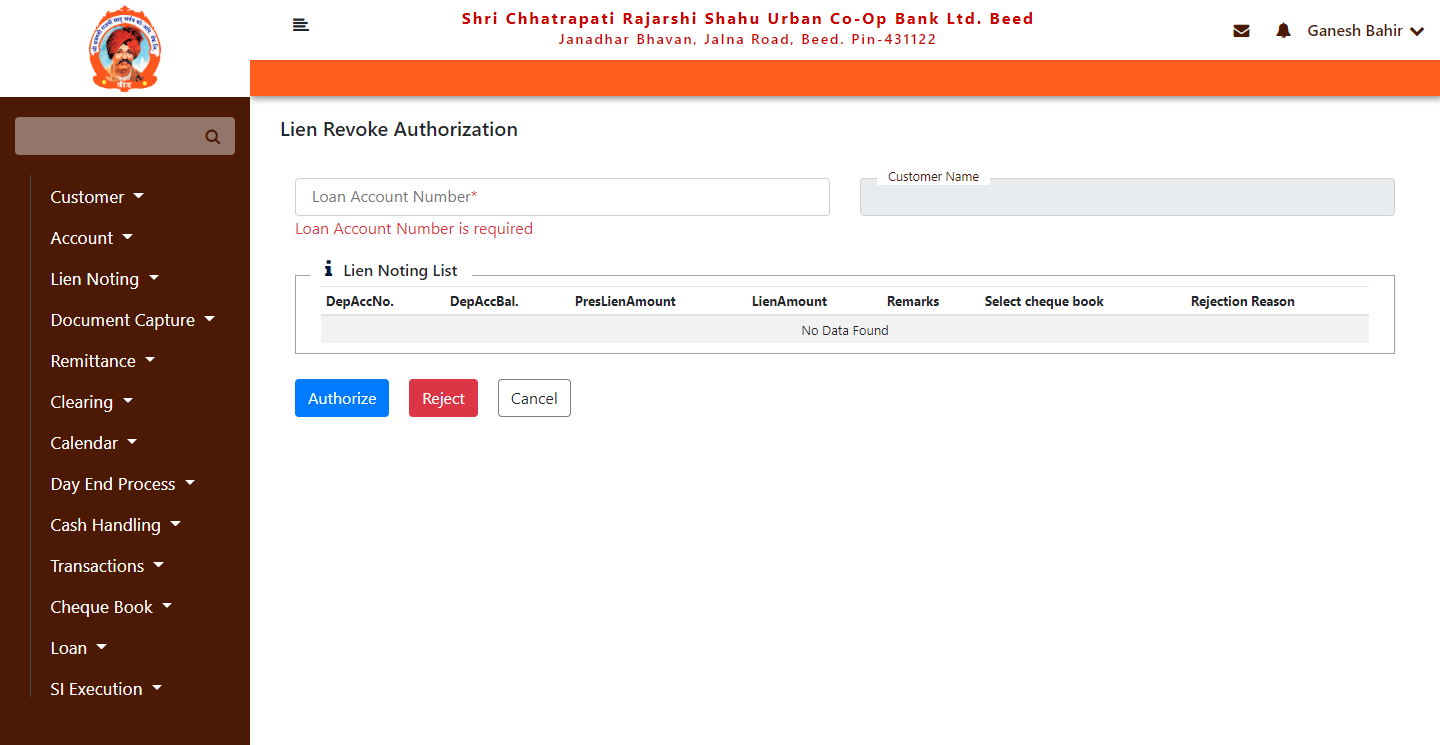 Shri Chhatrapati Rajarshi Shahu Urban Co-Op Bank Ltd. Beed
Janadhar Bhavan, Jalna Road, Beed. Pin-431122
Ganesh Bahir
बीड
Customer
Account
Lien Noting
Document Capture
Remittance
Clearing
Calendar
Day End Process
Cash Handling
Transactions
Cheque Book
Loan
SI Execution
Lien Revoke Authorization
Loan Account Number*
Customer Name
Loan Account Number is required
Lien Noting List
DepAccNo. DepAccBal. PresLienAmount LienAmount Remarks Select cheque book Rejection Reason
No Data Found
Authorize Reject Cancel